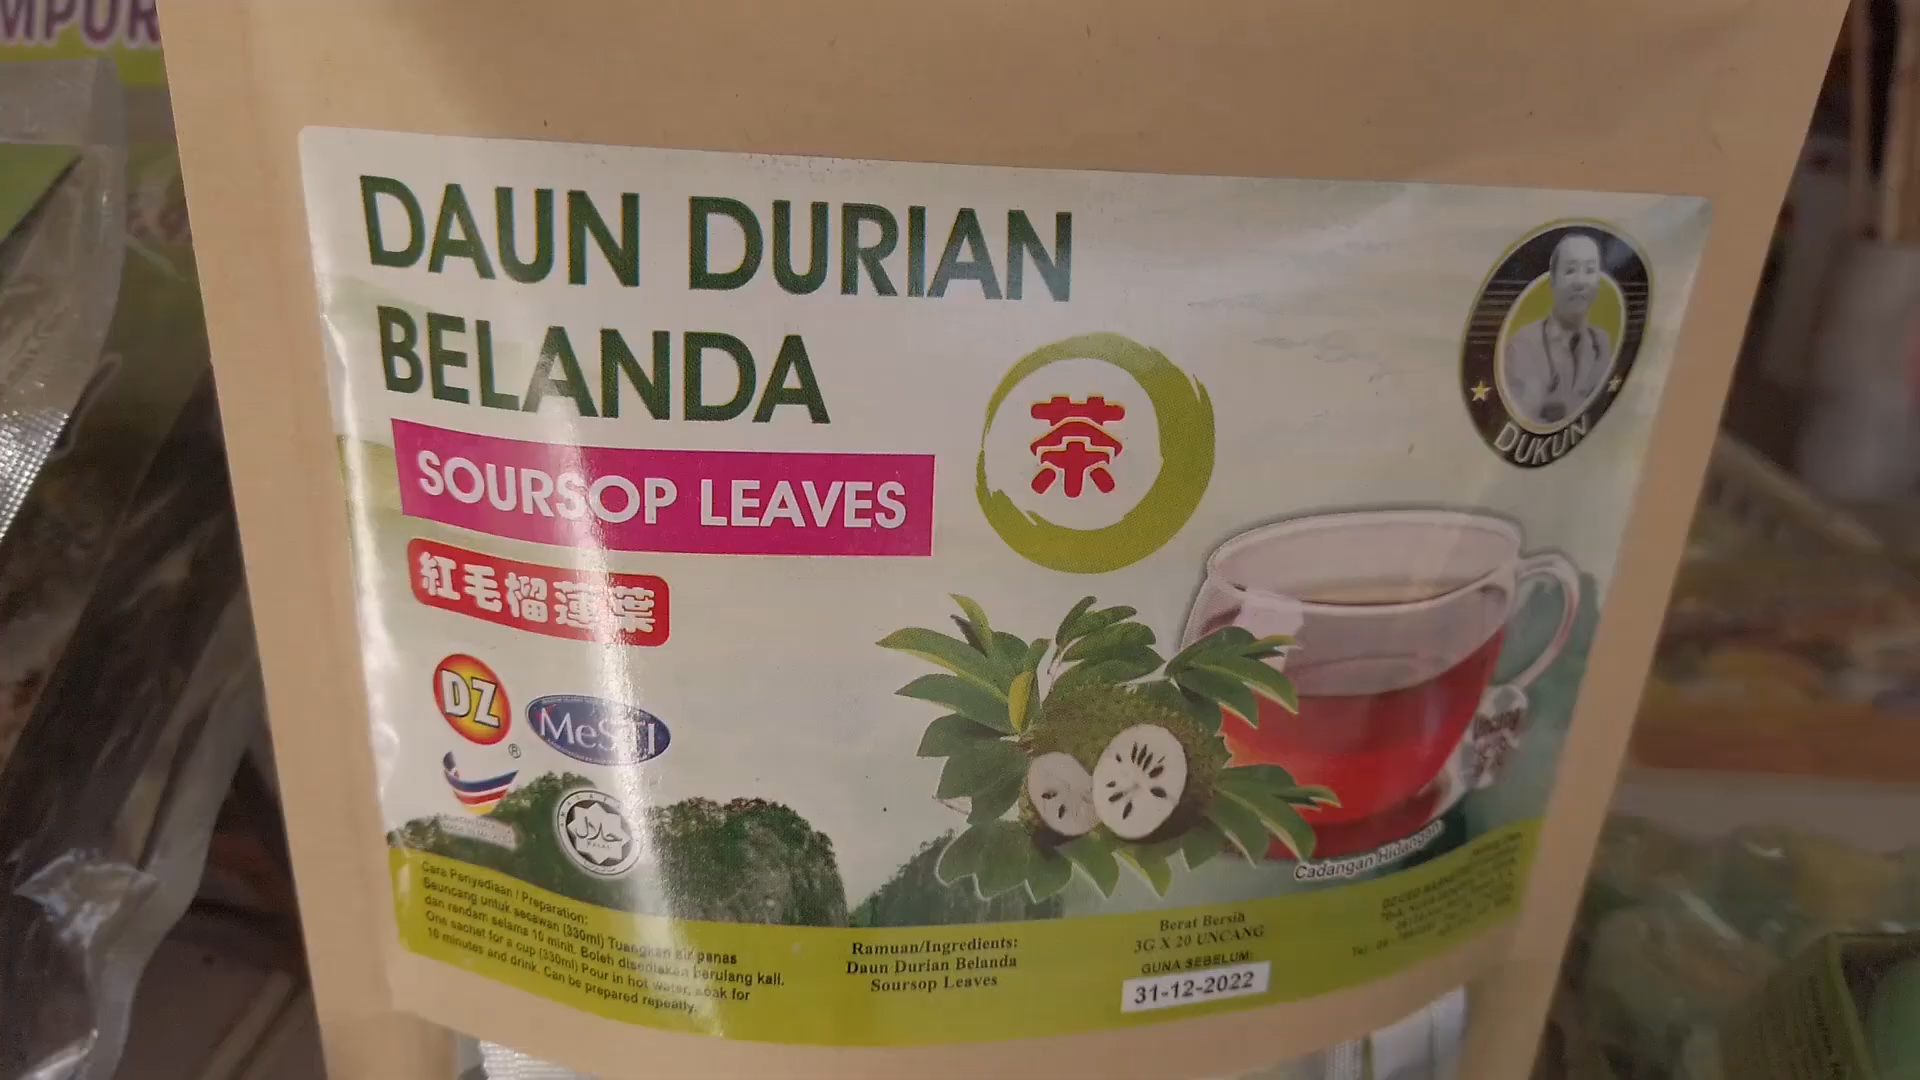 DAUN DURIAN
BELANDA
SOURSOP LEAVES
紅毛榴蓮葉
茶
DUKUN
DZ
®
MeSTI
حلال
HALAL
Cadangan Hidangan
Cara Penyediaan / Preparation:
Seuncang untuk secawan (330ml) Tuangkan air panas
dan rendam selama 10 minit. Boleh disediakan berulang kali.
One sachet for a cup (330ml) Pour in hot water, soak for
10 minutes and drink. Can be prepared repeatly.
Ramuan/Ingredients:
Daun Durian Belanda
Soursop Leaves
Berat Bersih
3G X 20 UNCANG
GUNA SEBELUM:
31-12-2022